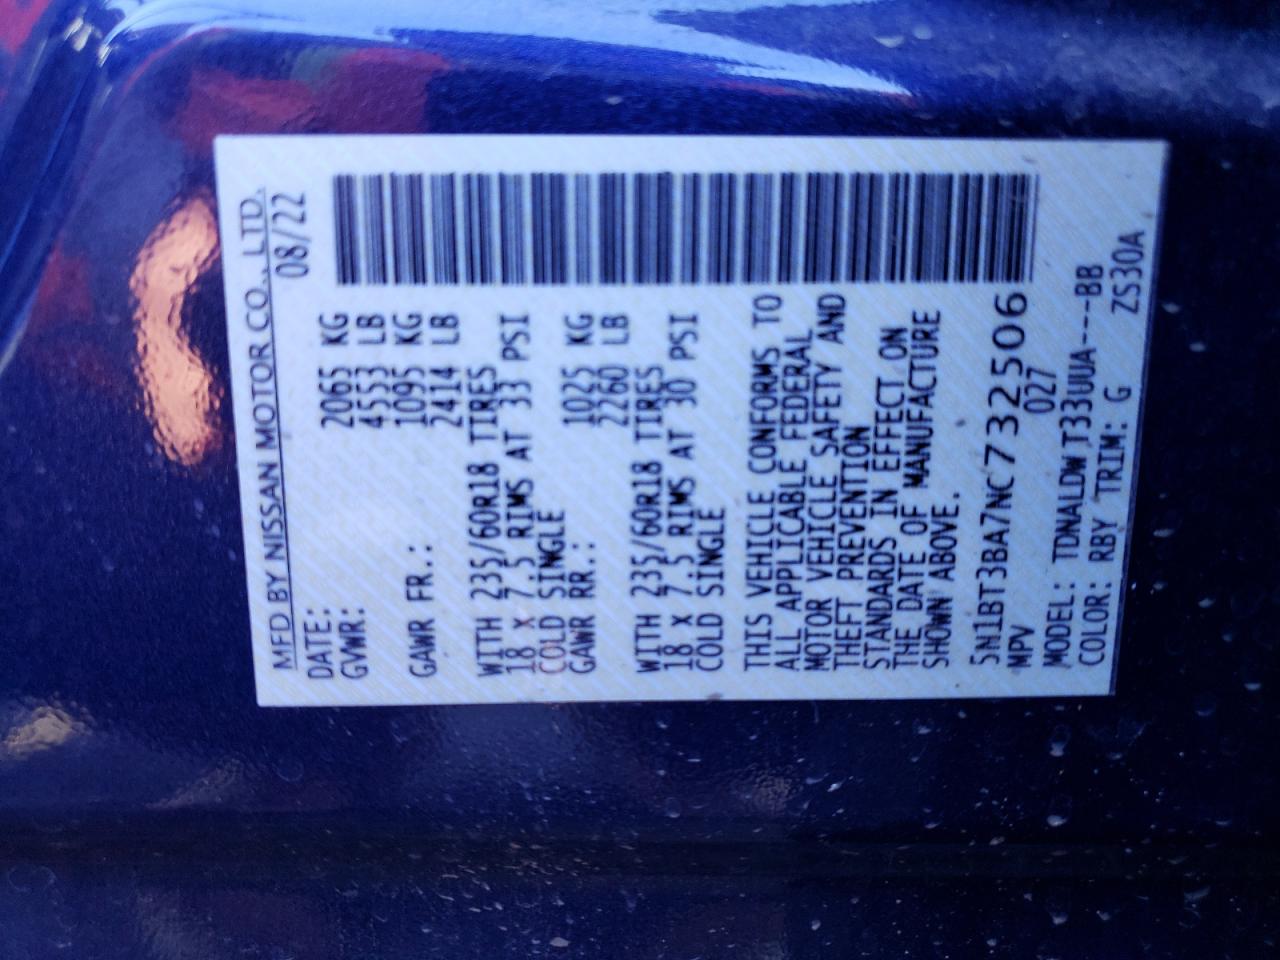 MFD BY NISSAN MOTOR CO., LTD.
DATE: 08/22
GVWR: 2065 KG
4553 LB
GAWR FR.: 1095 KG
2414 LB
WITH 235/60R18 TIRES
18 X 7.5 RIMS AT 33 PSI
COLD SINGLE
GAWR RR.: 1025 KG
2260 LB
WITH 235/60R18 TIRES
18 X 7.5 RIMS AT 30 PSI
COLD SINGLE
THIS VEHICLE CONFORMS TO
ALL APPLICABLE FEDERAL
MOTOR VEHICLE SAFETY AND
THEFT PREVENTION
STANDARDS IN EFFECT ON
THE DATE OF MANUFACTURE
SHOWN ABOVE.
5N1BT3BA7NC732506
MPV 027
MODEL: TDNALDW T33UUA---BB
COLOR: RBY TRIM: G ZS30A